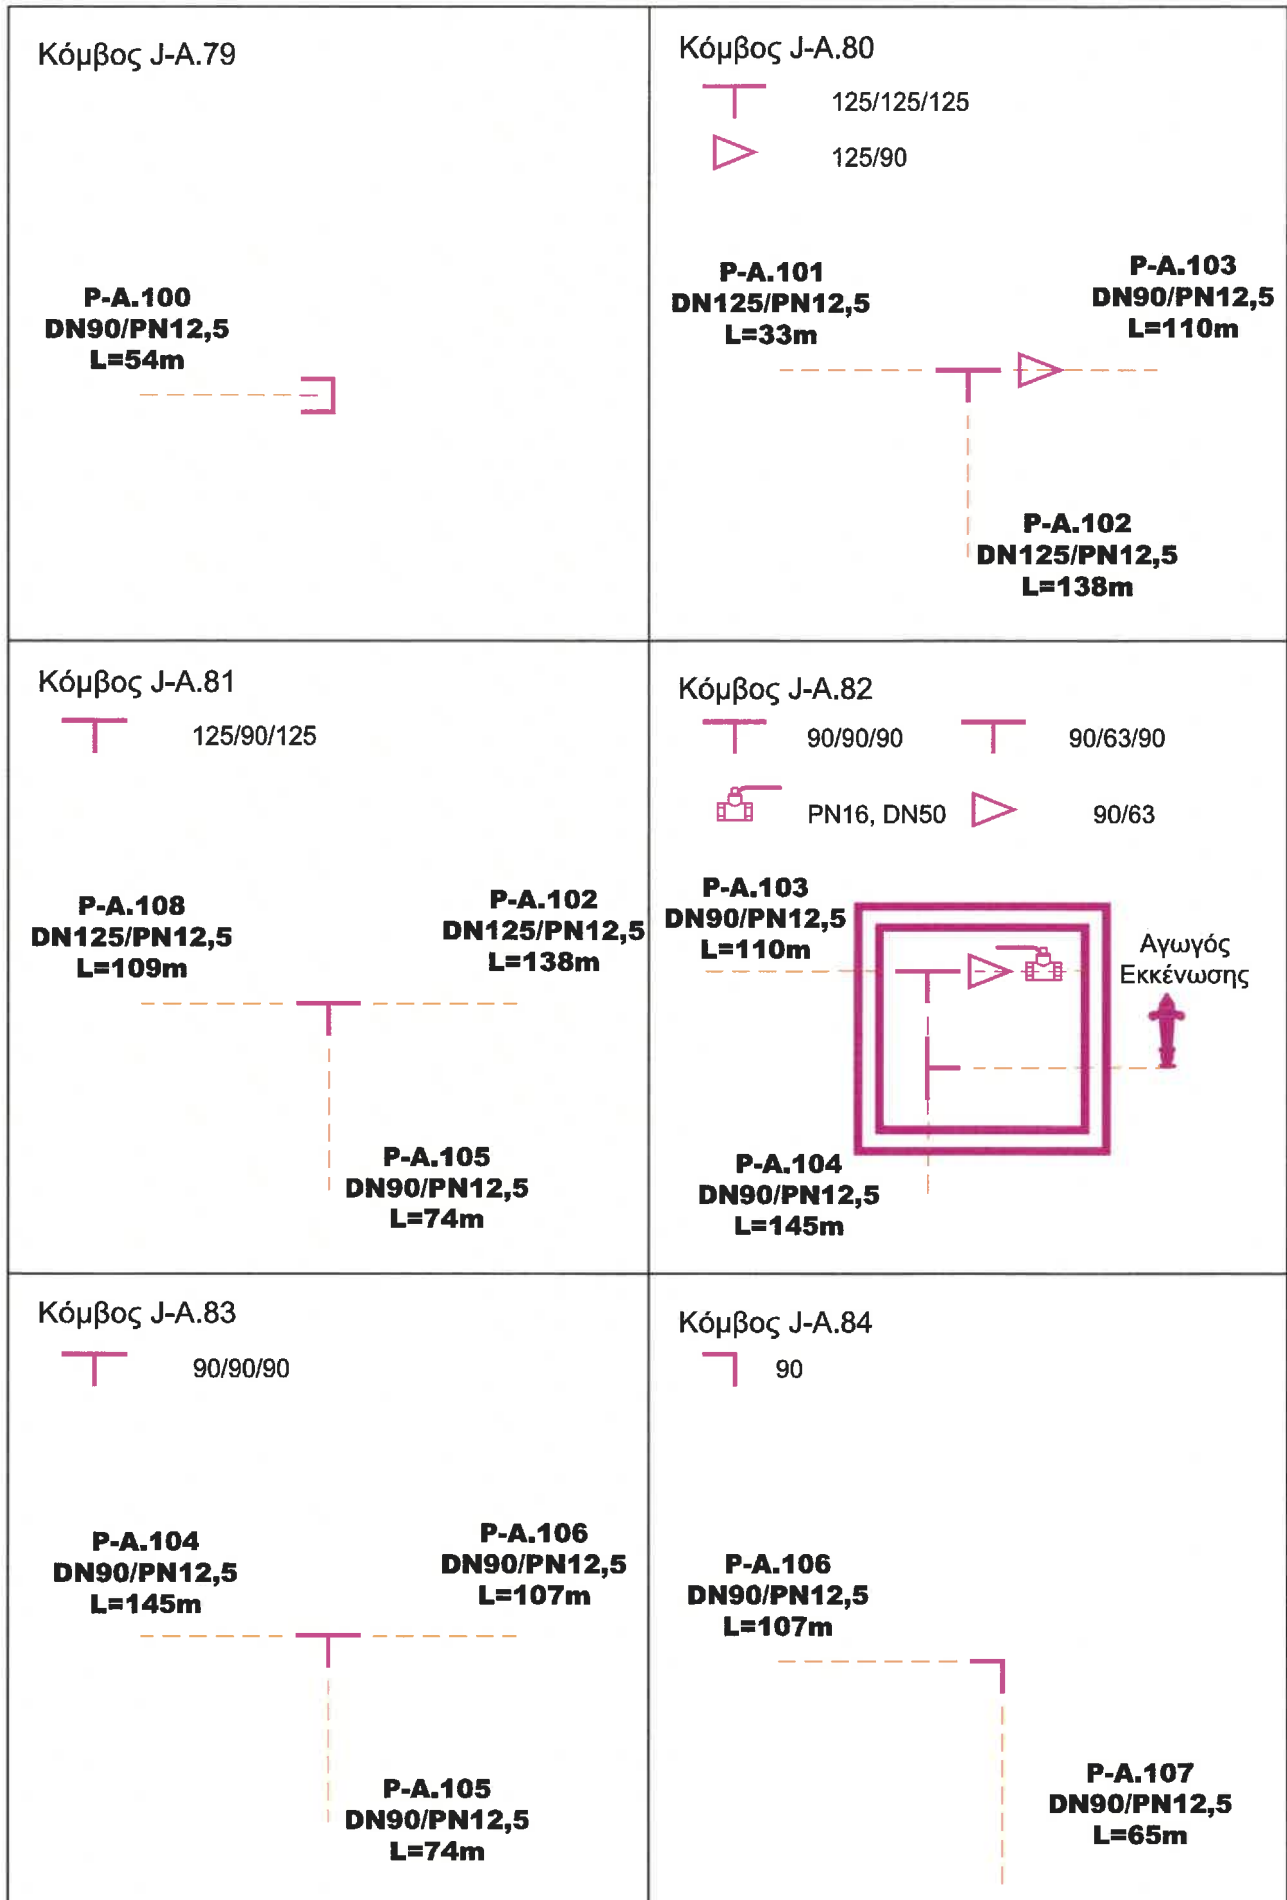 Κόμβος J-A.79
P-A.100
DN90/PN12,5
L=54m
Κόμβος J-A.80
125/125/125
125/90
P-A.101
DN125/PN12,5
L=33m
P-A.103
DN90/PN12,5
L=110m
P-A.102
DN125/PN12,5
L=138m
Κόμβος J-A.81
125/90/125
P-A.108
DN125/PN12,5
L=109m
P-A.102
DN125/PN12,5
L=138m
P-A.105
DN90/PN12,5
L=74m
Κόμβος J-A.82
90/90/90
90/63/90
PN16, DN50
90/63
P-A.103
DN90/PN12,5
L=110m
Αγωγός
Εκκένωσης
P-A.104
DN90/PN12,5
L=145m
Κόμβος J-A.83
90/90/90
P-A.104
DN90/PN12,5
L=145m
P-A.106
DN90/PN12,5
L=107m
P-A.105
DN90/PN12,5
L=74m
Κόμβος J-A.84
90
P-A.106
DN90/PN12,5
L=107m
P-A.107
DN90/PN12,5
L=65m